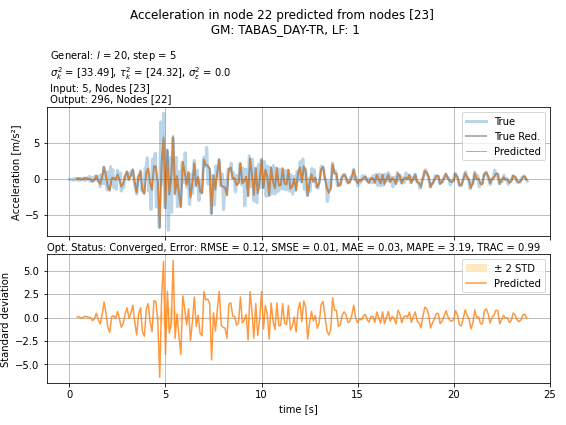 Acceleration in node 22 predicted from nodes [23]
GM: TABAS_DAY-TR, LF: 1
General: l = 20, step = 5
σ²ₖ = [33.49], τ²ₖ = [24.32], σ²ε = 0.0
Input: 5, Nodes [23]
Output: 296, Nodes [22]
Acceleration [m/s²]
5
0
−5
True
True Red.
Predicted
Opt. Status: Converged, Error: RMSE = 0.12, SMSE = 0.01, MAE = 0.03, MAPE = 3.19, TRAC = 0.99
Standard deviation
5.0
2.5
0.0
−2.5
−5.0
± 2 STD
Predicted
0 5 10 15 20 25
time [s]